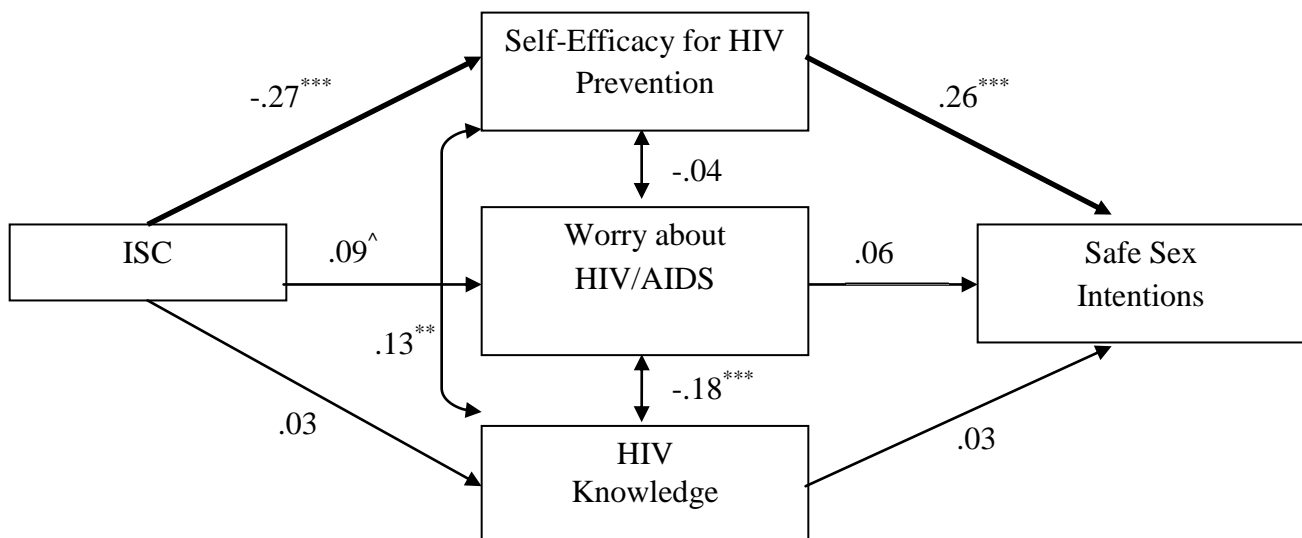 Self-Efficacy for HIV
Prevention
-.27***
.26***
-.04
ISC
.09^
Worry about
HIV/AIDS
.06
Safe Sex
Intentions
.13**
-.18***
.03
HIV
Knowledge
.03